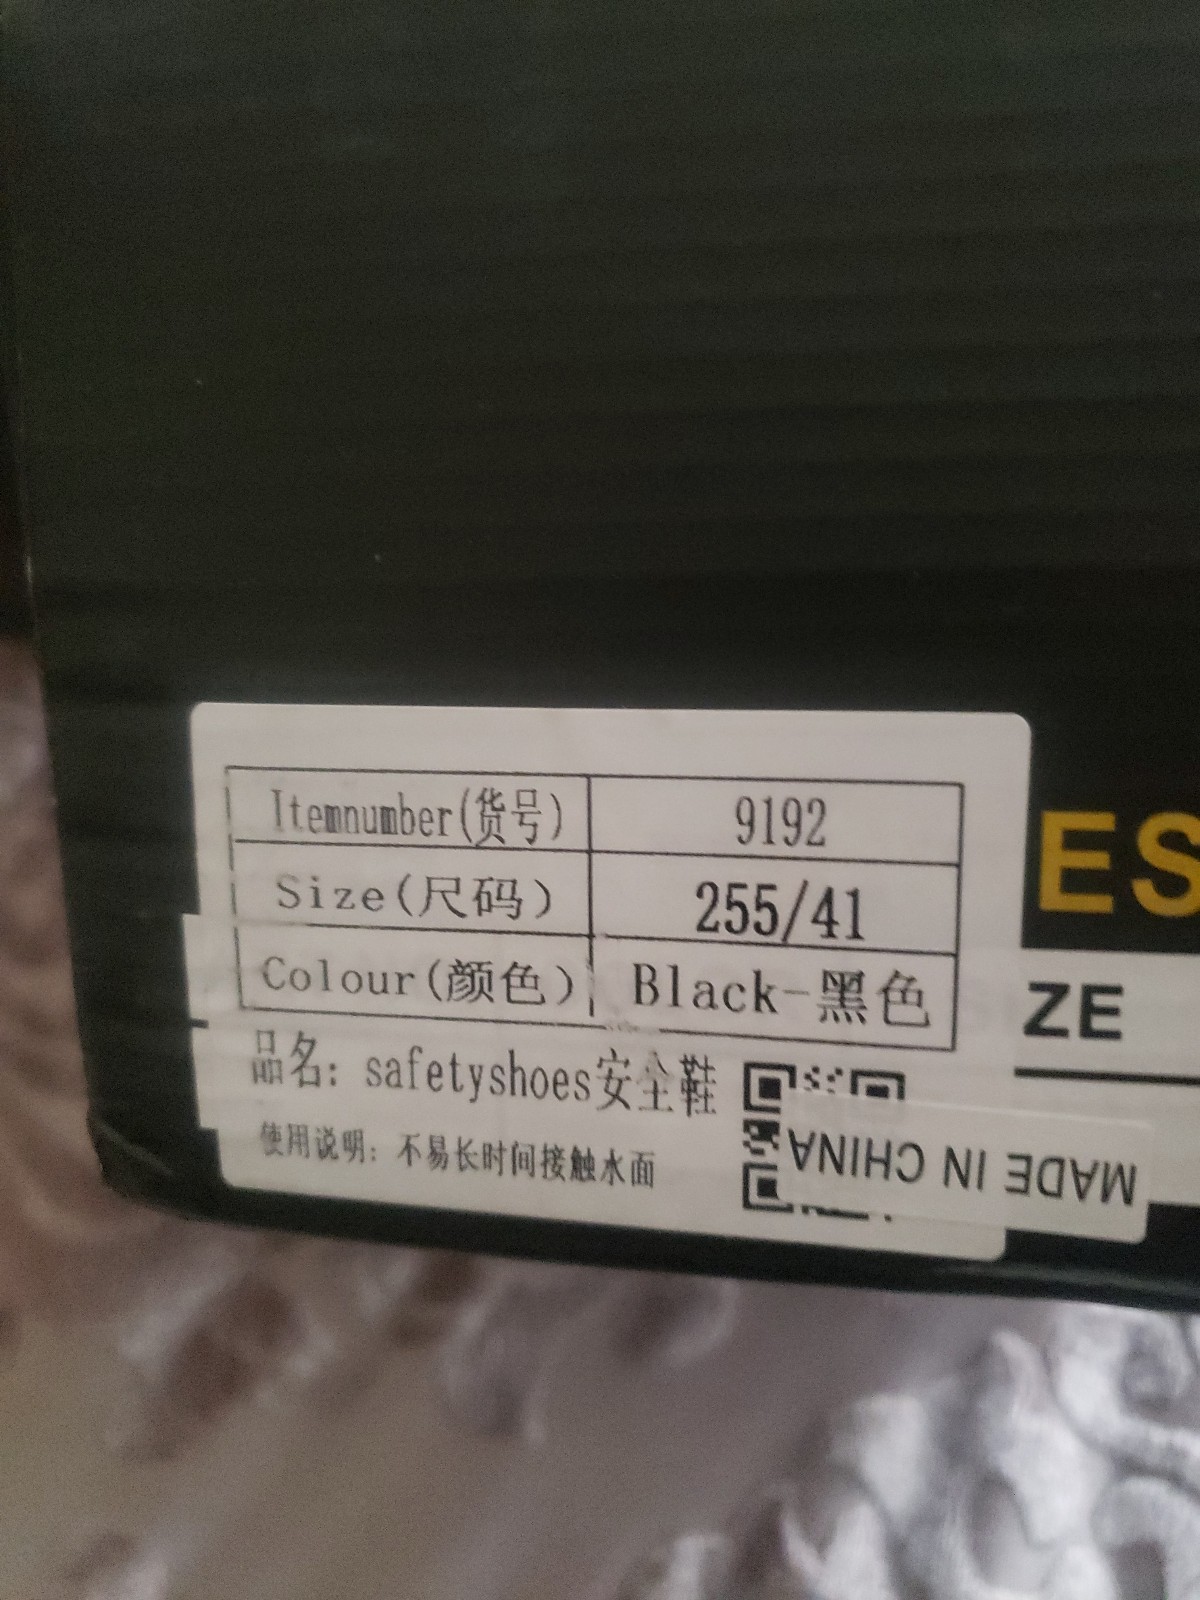 Itemnumber(货号) 9192
Size(尺码) 255/41
Colour(颜色) Black-黑色
品名: safetyshoes安全鞋
使用说明: 不易长时间接触水面
MADE IN CHINA
ES
ZE